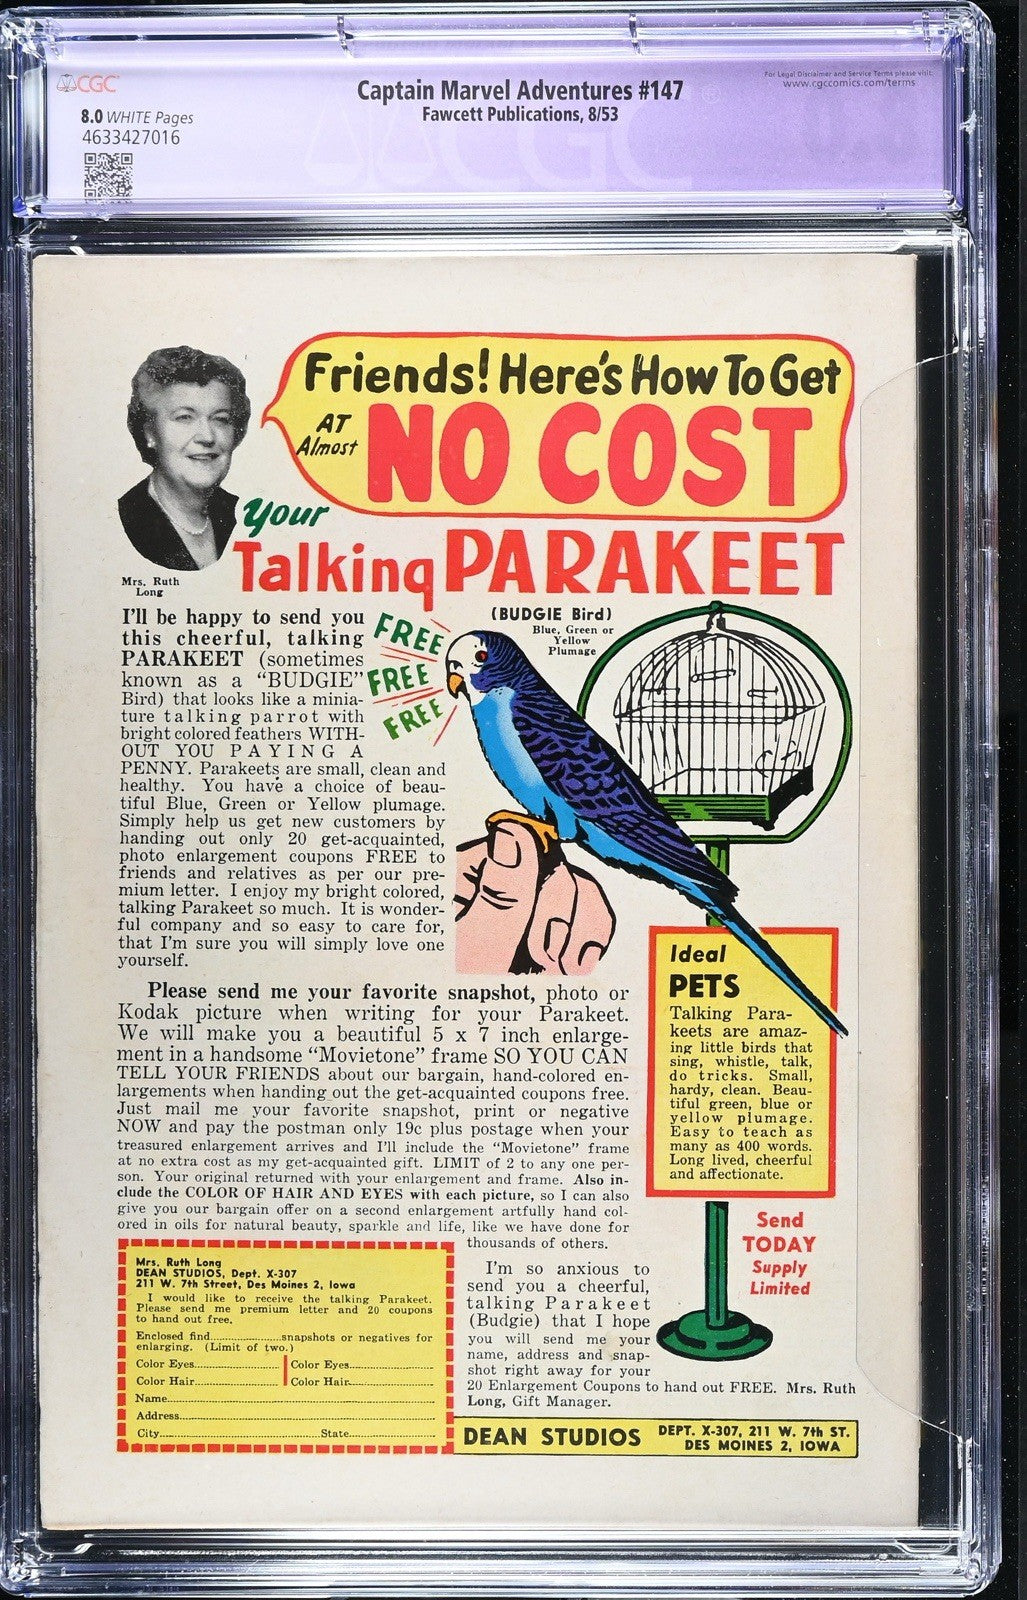 CGC
8.0 WHITE Pages
4633427016
Captain Marvel Adventures #147
Fawcett Publications, 8/53
For Legal Disclaimer and Service Terms please visit:
www.cgccomics.com/terms
CGC
Friends! Here's How To Get
AT
Almost
NO COST
Your
Talking PARAKEET
Mrs. Ruth
Long
(BUDGIE Bird)
Blue, Green or
Yellow
Plumage
FREE
FREE
FREE
I'll be happy to send you
this cheerful, talking
PARAKEET (sometimes
known as a "BUDGIE"
Bird) that looks like a minia-
ture talking parrot with
bright colored feathers WITH-
OUT YOU PAYING A
PENNY. Parakeets are small, clean and
healthy. You have a choice of beau-
tiful Blue, Green or Yellow plumage.
Simply help us get new customers by
handing out only 20 get-acquainted,
photo enlargement coupons FREE to
friends and relatives as per our pre-
mium letter. I enjoy my bright colored,
talking Parakeet so much. It is wonder-
ful company and so easy to care for,
that I'm sure you will simply love one
yourself.
Please send me your favorite snapshot, photo or
Kodak picture when writing for your Parakeet.
We will make you a beautiful 5 x 7 inch enlarge-
ment in a handsome "Movietone" frame SO YOU CAN
TELL YOUR FRIENDS about our bargain, hand-colored en-
largements when handing out the get-acquainted coupons free.
Just mail me your favorite snapshot, print or negative
NOW and pay the postman only 19c plus postage when your
treasured enlargement arrives and I'll include the "Movietone" frame
at no extra cost as my get-acquainted gift. LIMIT of 2 to any one per-
son. Your original returned with your enlargement and frame. Also in-
clude the COLOR OF HAIR AND EYES with each picture, so I can also
give you our bargain offer on a second enlargement artfully hand col-
ored in oils for natural beauty, sparkle and life, like we have done for
thousands of others.
I'm so anxious to
send you a cheerful,
talking Parakeet
(Budgie) that I hope
you will send me your
name, address and snap-
shot right away for your
20 Enlargement Coupons to hand out FREE. Mrs. Ruth
Long, Gift Manager.
Ideal
PETS
Talking Para-
keets are amaz-
ing little birds that
sing, whistle, talk,
do tricks. Small,
hardy, clean. Beau-
tiful green, blue or
yellow plumage.
Easy to teach as
many as 400 words.
Long lived, cheerful
and affectionate.
Send
TODAY
Supply
Limited
Mrs. Ruth Long
DEAN STUDIOS, Dept. X-307
211 W. 7th Street, Des Moines 2, Iowa
I would like to receive the talking Parakeet.
Please send me premium letter and 20 coupons
to hand out free.
Enclosed find....................snapshots or negatives for
enlarging. (Limit of two.)
Color Eyes.................... Color Eyes....................
Color Hair.................... Color Hair....................
Name....................
Address....................
City.................... State....................
DEAN STUDIOS
DEPT. X-307, 211 W. 7th ST.
DES MOINES 2, IOWA